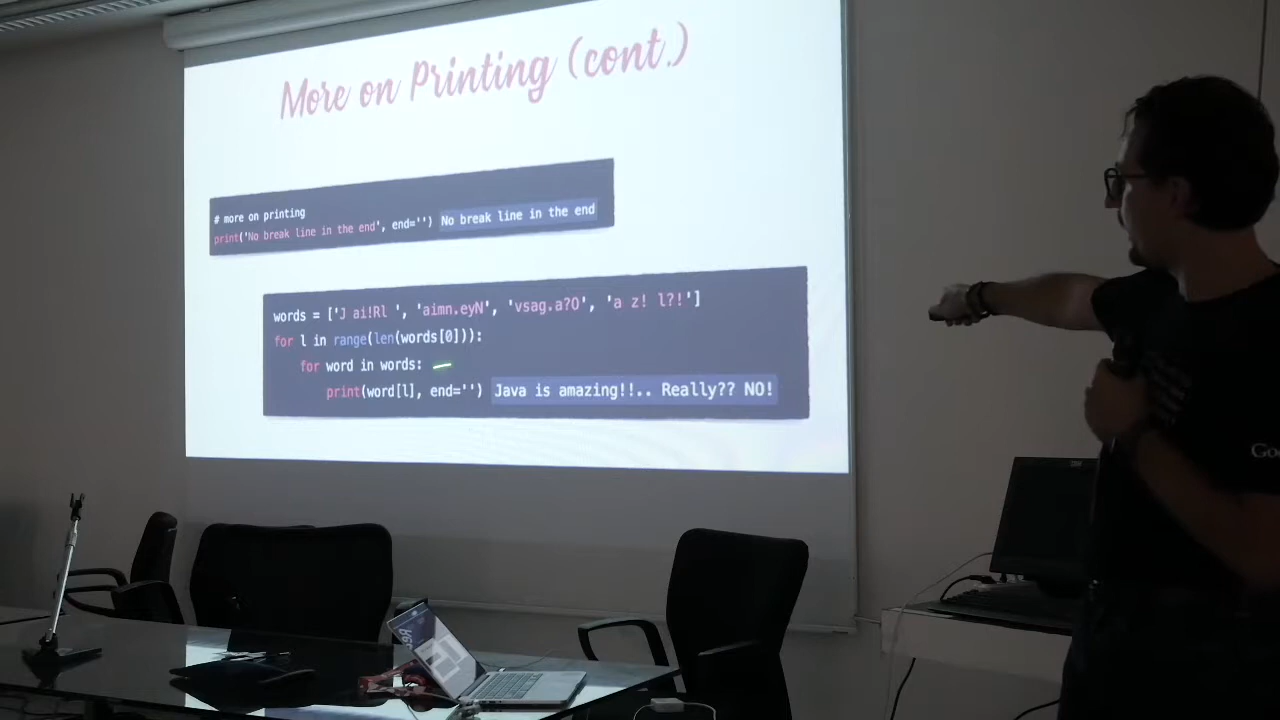 More on Printing (cont.)
# more on printing
print('No break line in the end', end='') No break line in the end
words = ['J ai!Rl ', 'aimn.eyN', 'vsag.a?O', 'a z! l?!']
for l in range(len(words[0])):
for word in words:
print(word[l], end='') Java is amazing!!.. Really?? NO!